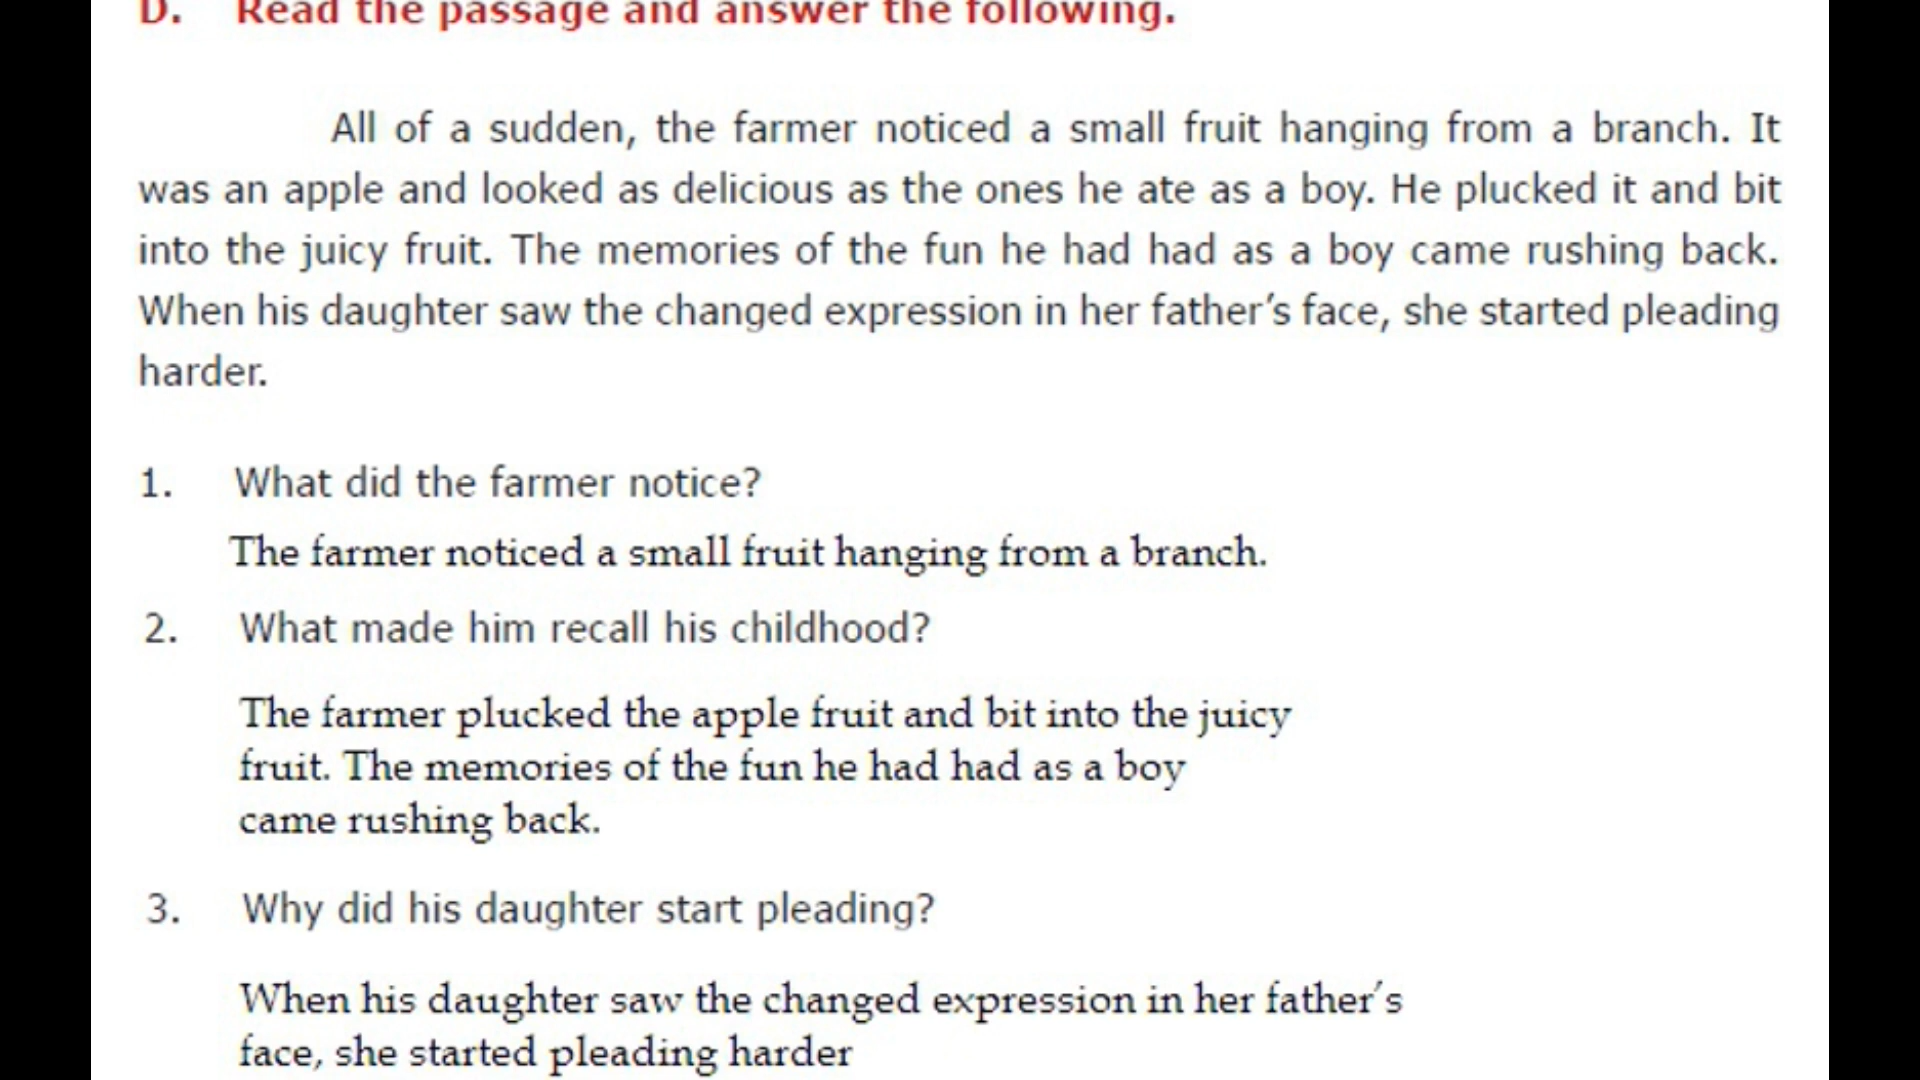 D. Read the passage and answer the following.
All of a sudden, the farmer noticed a small fruit hanging from a branch. It
was an apple and looked as delicious as the ones he ate as a boy. He plucked it and bit
into the juicy fruit. The memories of the fun he had had as a boy came rushing back.
When his daughter saw the changed expression in her father’s face, she started pleading
harder.
1. What did the farmer notice?
The farmer noticed a small fruit hanging from a branch.
2. What made him recall his childhood?
The farmer plucked the apple fruit and bit into the juicy
fruit. The memories of the fun he had had as a boy
came rushing back.
3. Why did his daughter start pleading?
When his daughter saw the changed expression in her father’s
face, she started pleading harder